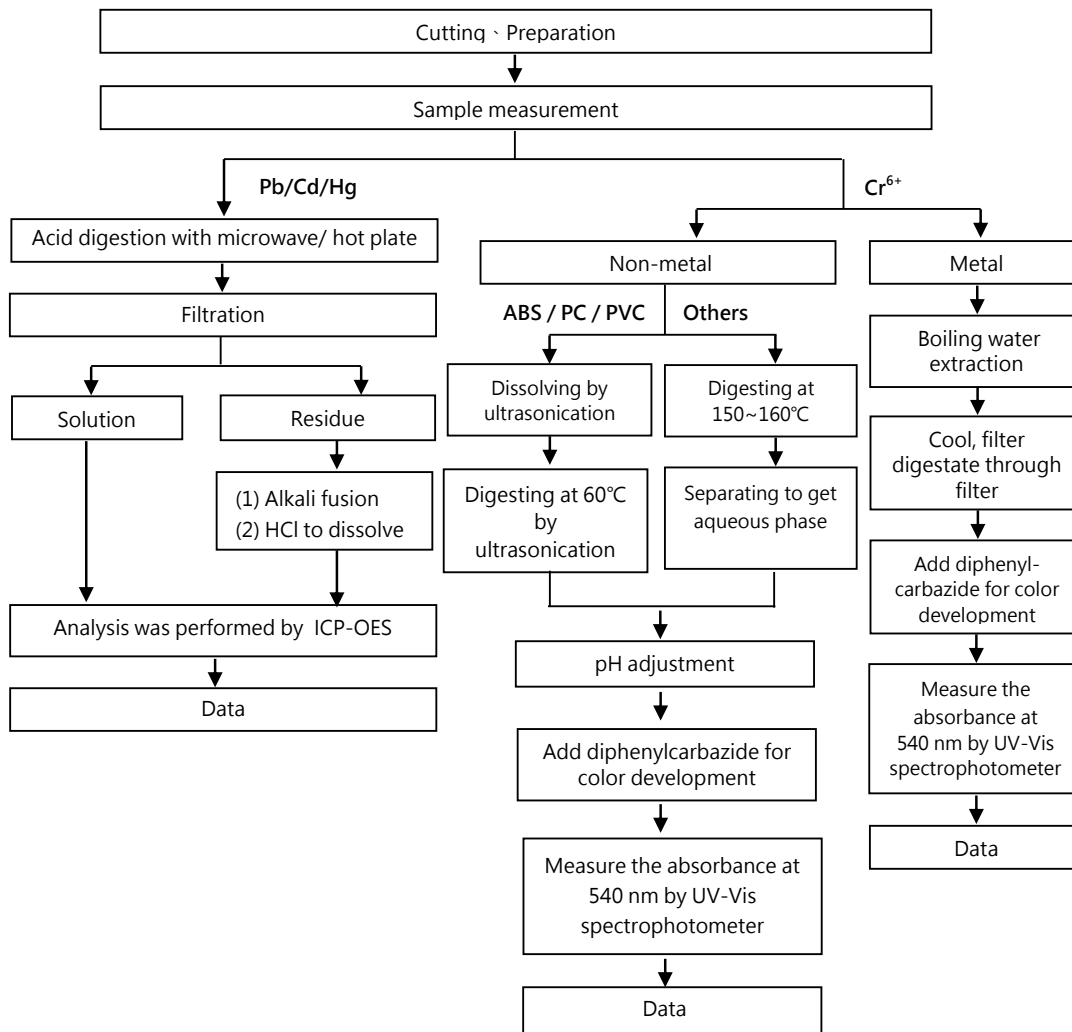 Cutting、Preparation
Sample measurement
Pb/Cd/Hg
Acid digestion with microwave/ hot plate
Filtration
Solution
Residue
(1) Alkali fusion
(2) HCl to dissolve
Analysis was performed by ICP-OES
Data
Cr⁶⁺
Non-metal
ABS / PC / PVC
Dissolving by
ultrasonication
Digesting at 60℃
by
ultrasonication
Others
Digesting at
150~160℃
Separating to get
aqueous phase
pH adjustment
Add diphenylcarbazide for
color development
Measure the absorbance at
540 nm by UV-Vis
spectrophotometer
Data
Metal
Boiling water
extraction
Cool, filter
digestate through
filter
Add diphenyl-
carbazide for color
development
Measure the
absorbance at
540 nm by UV-Vis
spectrophotometer
Data